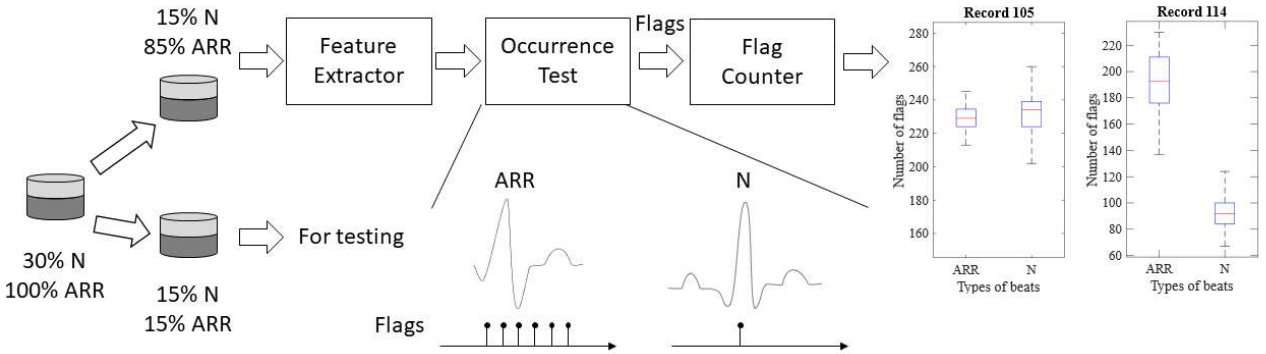 15% N
85% ARR
Feature
Extractor
Occurrence
Test
Flags
Flag
Counter
30% N
100% ARR
15% N
15% ARR
For testing
ARR
N
Flags
Record 105
280
260
240
220
200
180
160
Number of flags
ARR
N
Types of beats
Record 114
220
200
180
160
140
120
100
80
60
Number of flags
ARR
N
Types of beats